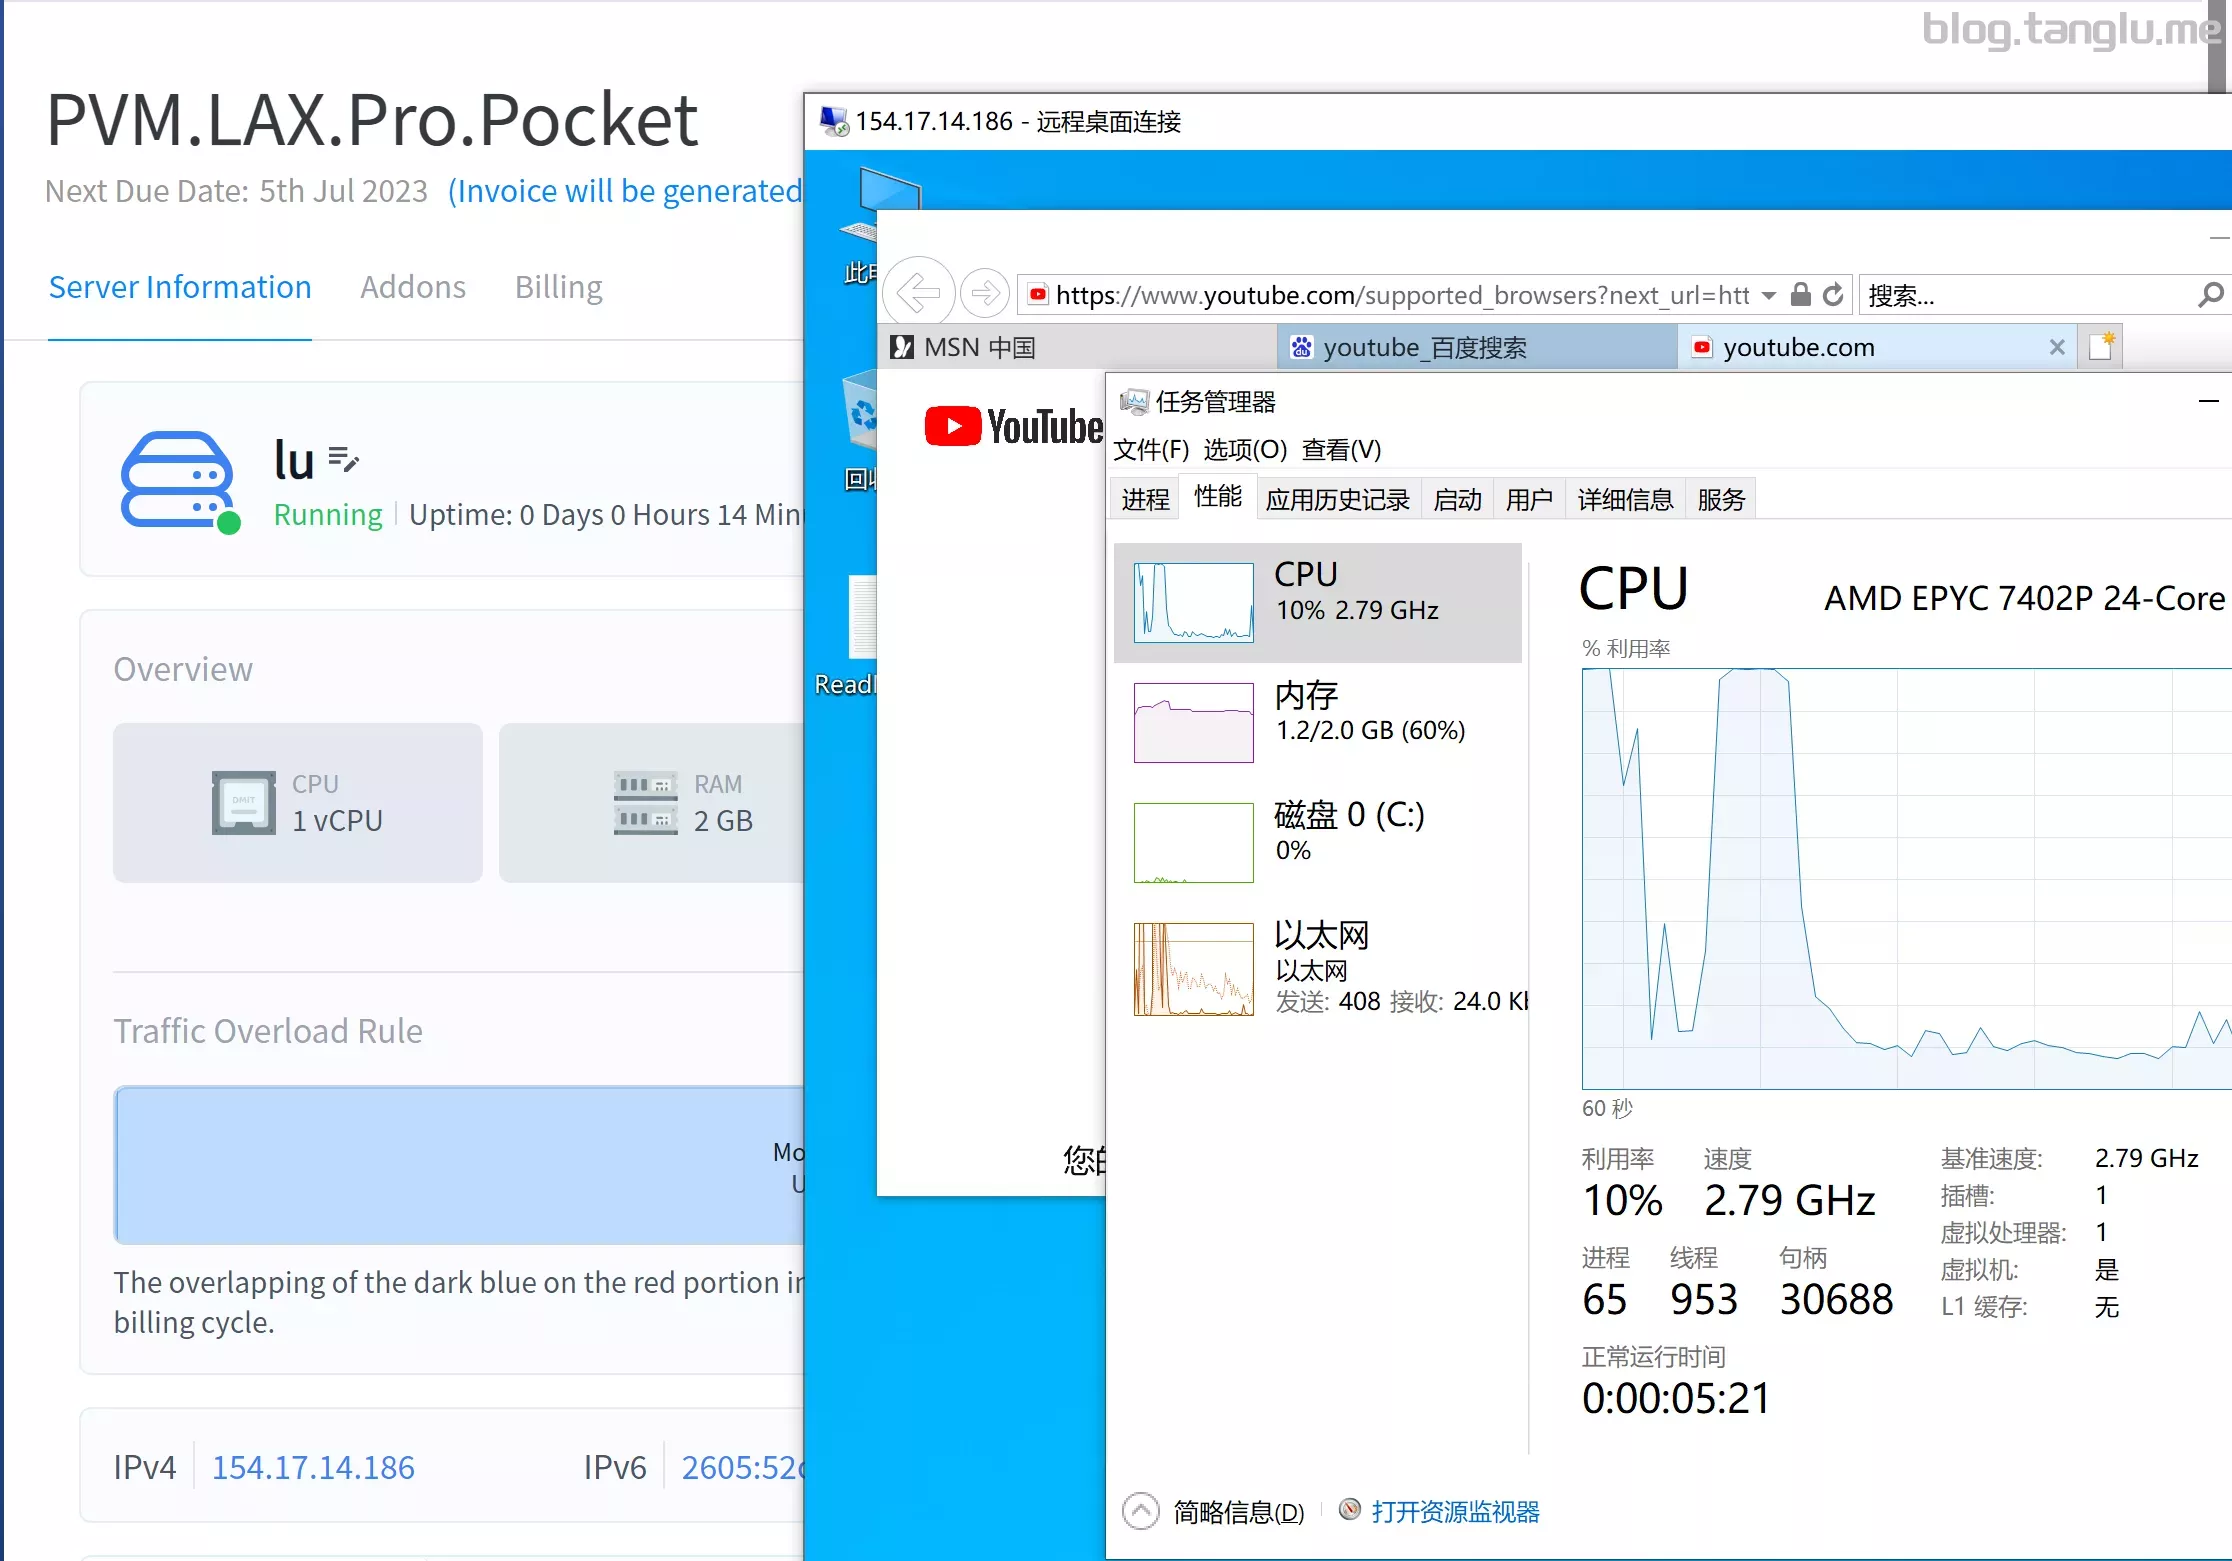 blog.tanglu.me
PVM.LAX.Pro.Pocket
Next Due Date: 5th Jul 2023 (Invoice will be generated
Server Information Addons Billing
lu
Running Uptime: 0 Days 0 Hours 14 Min
Overview
CPU
1 vCPU
DMIT
RAM
2 GB
Traffic Overload Rule
Mo
U
The overlapping of the dark blue on the red portion in
billing cycle.
IPv4 154.17.14.186 IPv6 2605:52
154.17.14.186 - 远程桌面连接
此
回
Read
https://www.youtube.com/supported_browsers?next_url=htt
搜索...
MSN 中国
youtube_百度搜索
youtube.com
YouTube
您
任务管理器
文件(F) 选项(O) 查看(V)
进程 性能 应用历史记录 启动 用户 详细信息 服务
CPU
10% 2.79 GHz
内存
1.2/2.0 GB (60%)
磁盘 0 (C:)
0%
以太网
以太网
发送: 408 接收: 24.0 K
CPU AMD EPYC 7402P 24-Core
% 利用率
60 秒
利用率 速度
10% 2.79 GHz
进程 线程 句柄
65 953 30688
正常运行时间
0:00:05:21
基准速度: 2.79 GHz
插槽: 1
虚拟处理器: 1
虚拟机: 是
L1 缓存: 无
简略信息(D) 打开资源监视器